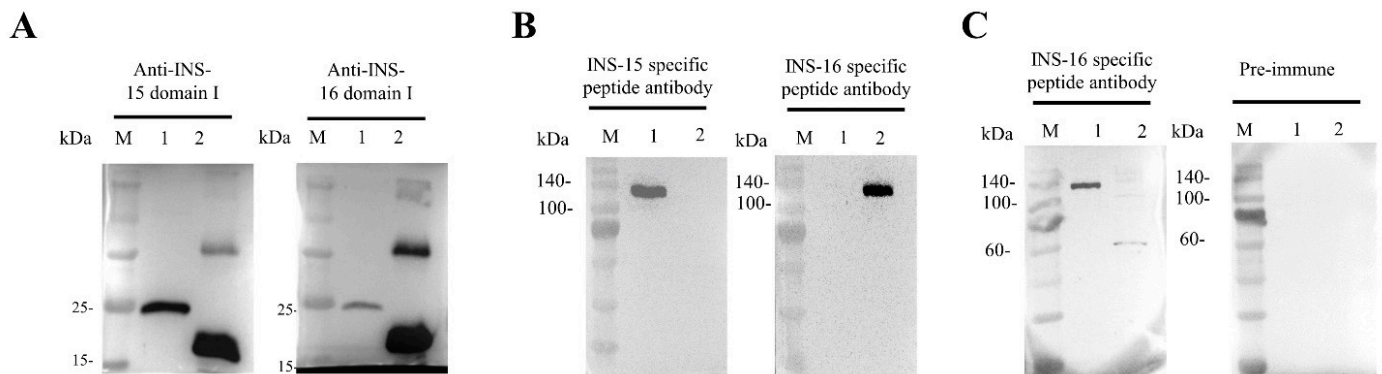 A
Anti-INS-
15 domain I
Anti-INS-
16 domain I
kDa
M
1
2
kDa
M
1
2
25-
15-
25-
15-
B
INS-15 specific
peptide antibody
INS-16 specific
peptide antibody
kDa
M
1
2
kDa
M
1
2
140-
100-
140-
100-
C
INS-16 specific
peptide antibody
Pre-immune
kDa
M
1
2
kDa
M
1
2
140-
100-
60-
140-
100-
60-